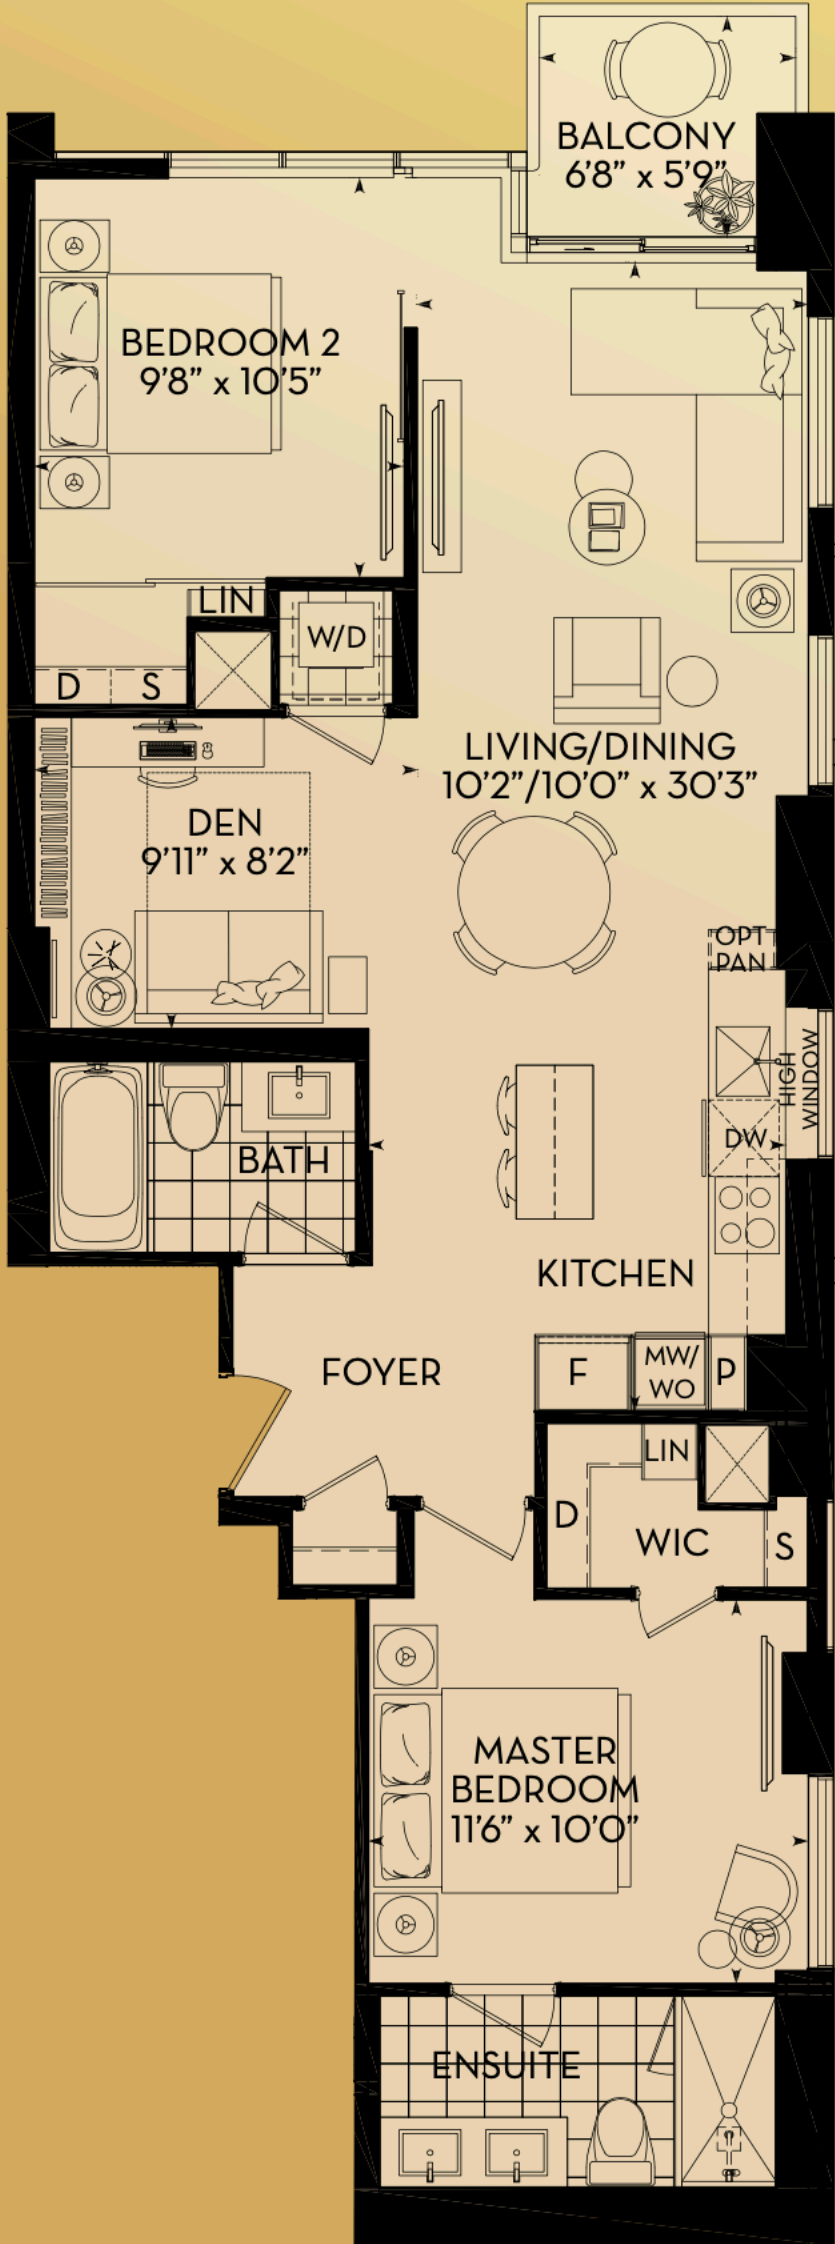 BALCONY
6'8” x 5'9”
BEDROOM 2
9'8” x 10'5”
LIN
W/D
D
S
LIVING/DINING
10'2”/10'0” x 30'3”
DEN
9'11” x 8'2”
OPT
PAN
HIGH
WINDOW
DW
BATH
KITCHEN
FOYER
F
MW/
WO
P
LIN
D
WIC
S
MASTER
BEDROOM
11'6” x 10'0”
ENSUITE